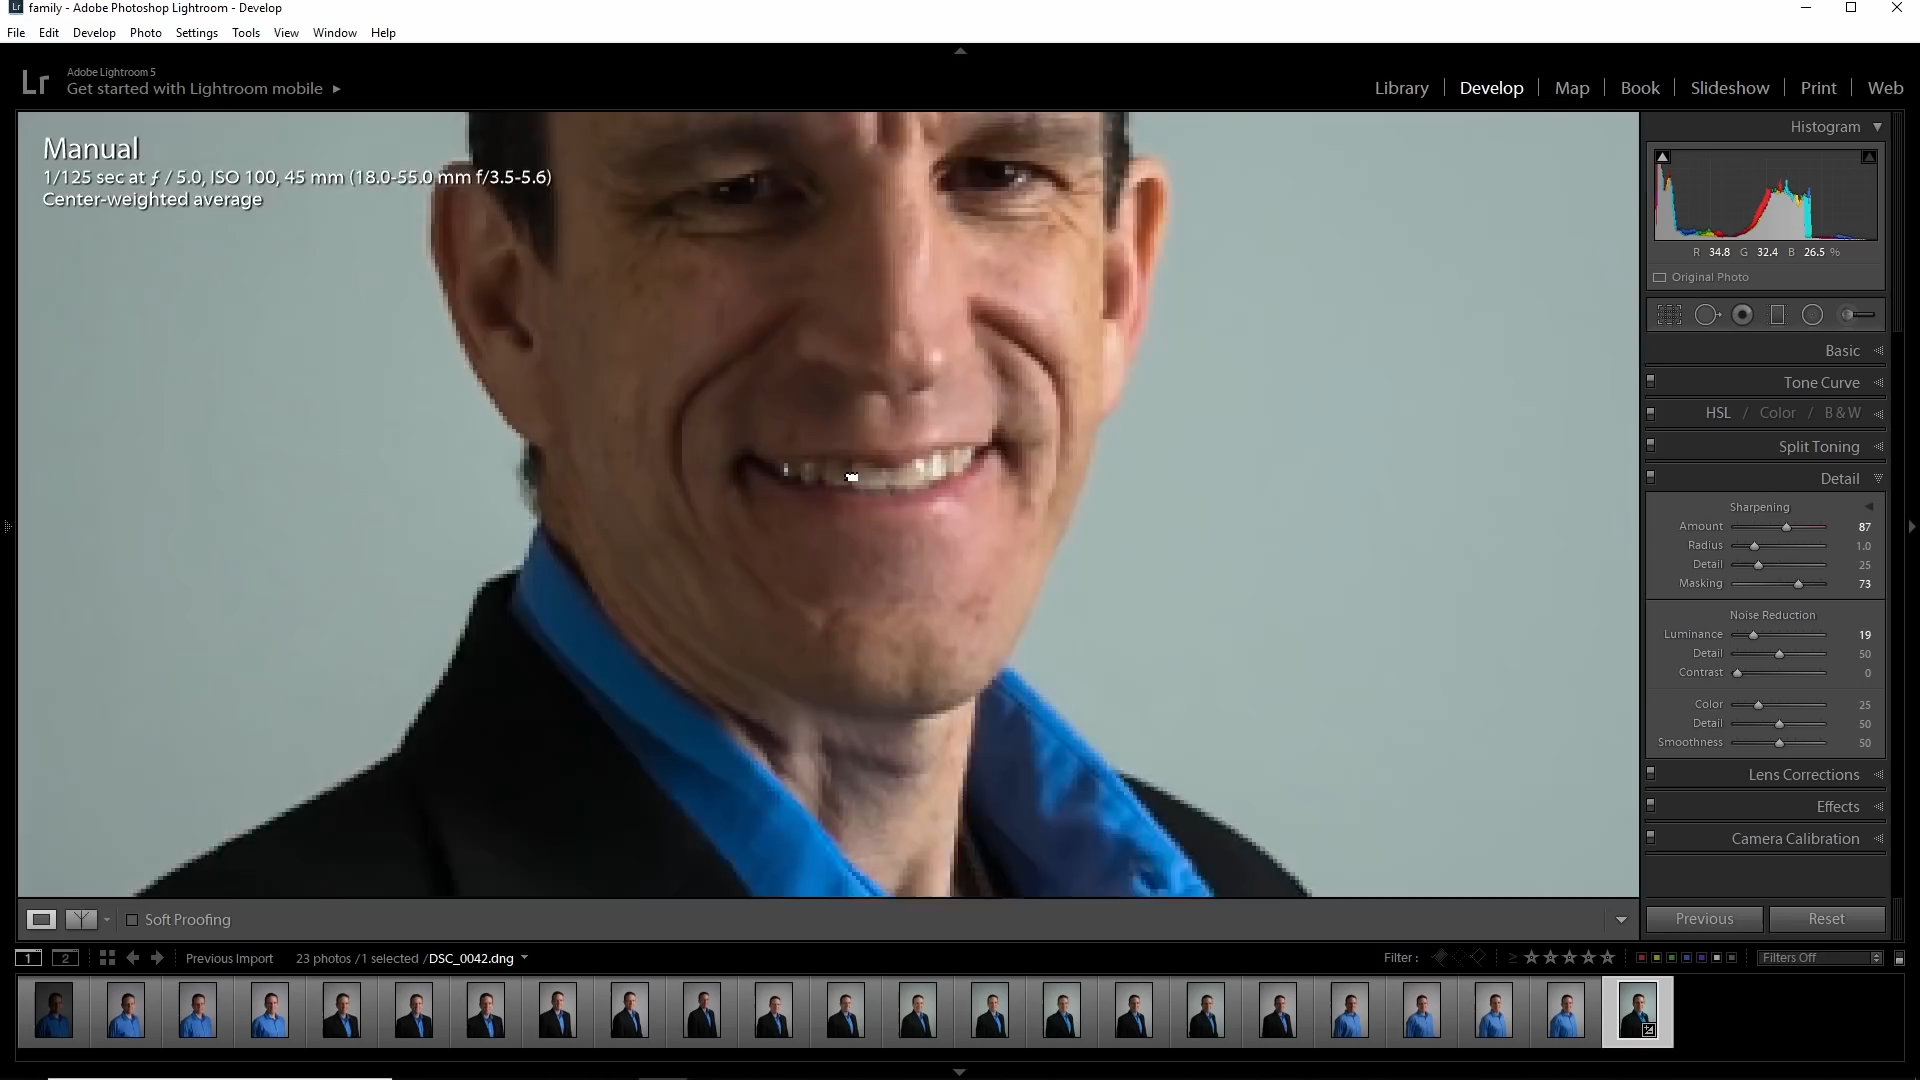 Lr family - Adobe Photoshop Lightroom - Develop
File Edit Develop Photo Settings Tools View Window Help
Lr Adobe Lightroom 5
Get started with Lightroom mobile
Library Develop Map Book Slideshow Print Web
Manual
1/125 sec at ƒ / 5.0, ISO 100, 45 mm (18.0-55.0 mm f/3.5-5.6)
Center-weighted average
Histogram
R 34.8 G 32.4 B 26.5 %
Original Photo
Basic
Tone Curve
HSL / Color / B & W
Split Toning
Detail
Sharpening
Amount 87
Radius 1.0
Detail 25
Masking 73
Noise Reduction
Luminance 19
Detail 50
Contrast 0
Color 25
Detail 50
Smoothness 50
Lens Corrections
Effects
Camera Calibration
Soft Proofing
Previous Reset
1 2 Previous Import 23 photos /1 selected /DSC_0042.dng Filter : ≥ Filters Off